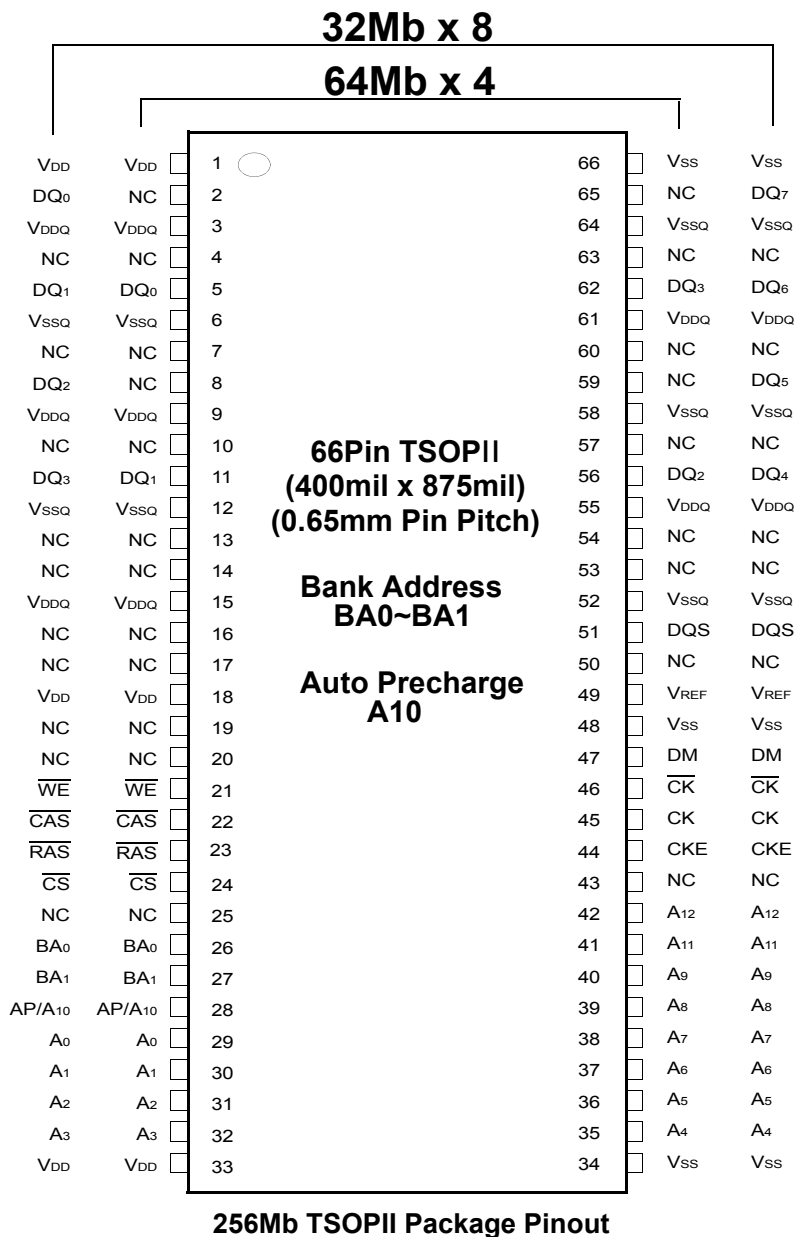 32Mb x 8
64Mb x 4
VDD VDD 1 66 VSS VSS
DQ0 NC 2 65 NC DQ7
VDDQ VDDQ 3 64 VSSQ VSSQ
NC NC 4 63 NC NC
DQ1 DQ0 5 62 DQ3 DQ6
VSSQ VSSQ 6 61 VDDQ VDDQ
NC NC 7 60 NC NC
DQ2 NC 8 59 NC DQ5
VDDQ VDDQ 9 58 VSSQ VSSQ
NC NC 10 57 NC NC
66Pin TSOPII
DQ3 DQ1 11 56 DQ2 DQ4
(400mil x 875mil)
VSSQ VSSQ 12 55 VDDQ VDDQ
(0.65mm Pin Pitch)
NC NC 13 54 NC NC
NC NC 14 53 NC NC
Bank Address
VDDQ VDDQ 15 52 VSSQ VSSQ
BA0~BA1
NC NC 16 51 DQS DQS
NC NC 17 50 NC NC
Auto Precharge
VDD VDD 18 49 VREF VREF
A10
NC NC 19 48 VSS VSS
NC NC 20 47 DM DM
W̅E̅ W̅E̅ 21 46 C̅K̅ C̅K̅
C̅A̅S̅ C̅A̅S̅ 22 45 CK CK
R̅A̅S̅ R̅A̅S̅ 23 44 CKE CKE
C̅S̅ C̅S̅ 24 43 NC NC
NC NC 25 42 A12 A12
BA0 BA0 26 41 A11 A11
BA1 BA1 27 40 A9 A9
AP/A10 AP/A10 28 39 A8 A8
A0 A0 29 38 A7 A7
A1 A1 30 37 A6 A6
A2 A2 31 36 A5 A5
A3 A3 32 35 A4 A4
VDD VDD 33 34 VSS VSS
256Mb TSOPII Package Pinout